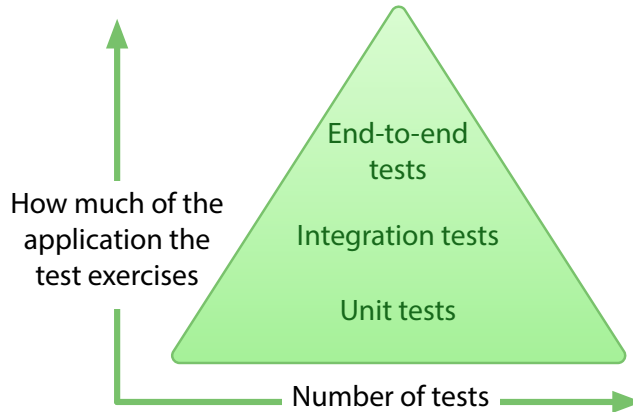 End-to-end
tests
How much of the
application the
test exercises
Integration tests
Unit tests
Number of tests